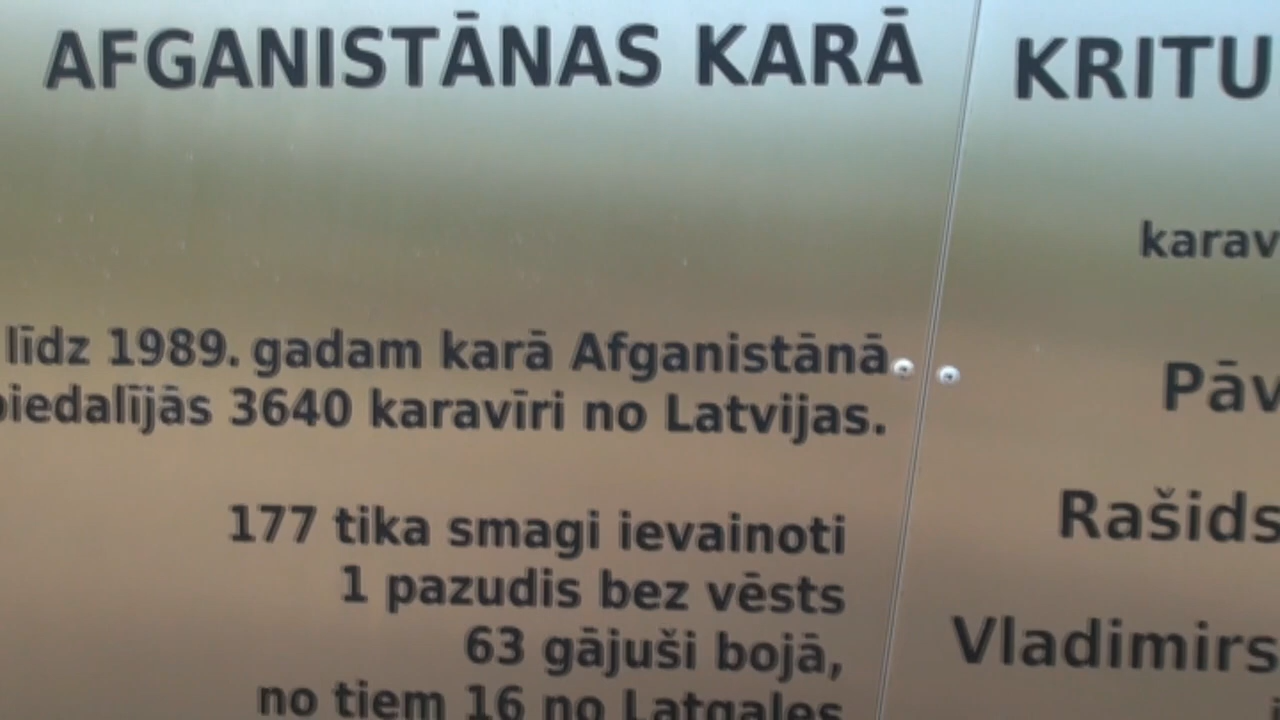 AFGANISTĀNAS KARĀ
līdz 1989. gadam karā Afganistānā
piedalījās 3640 karavīri no Latvijas.
177 tika smagi ievainoti
1 pazudis bez vēsts
63 gājuši bojā,
no tiem 16 no Latgales
KRITU
karav
Pāv
Rašids
Vladimirs